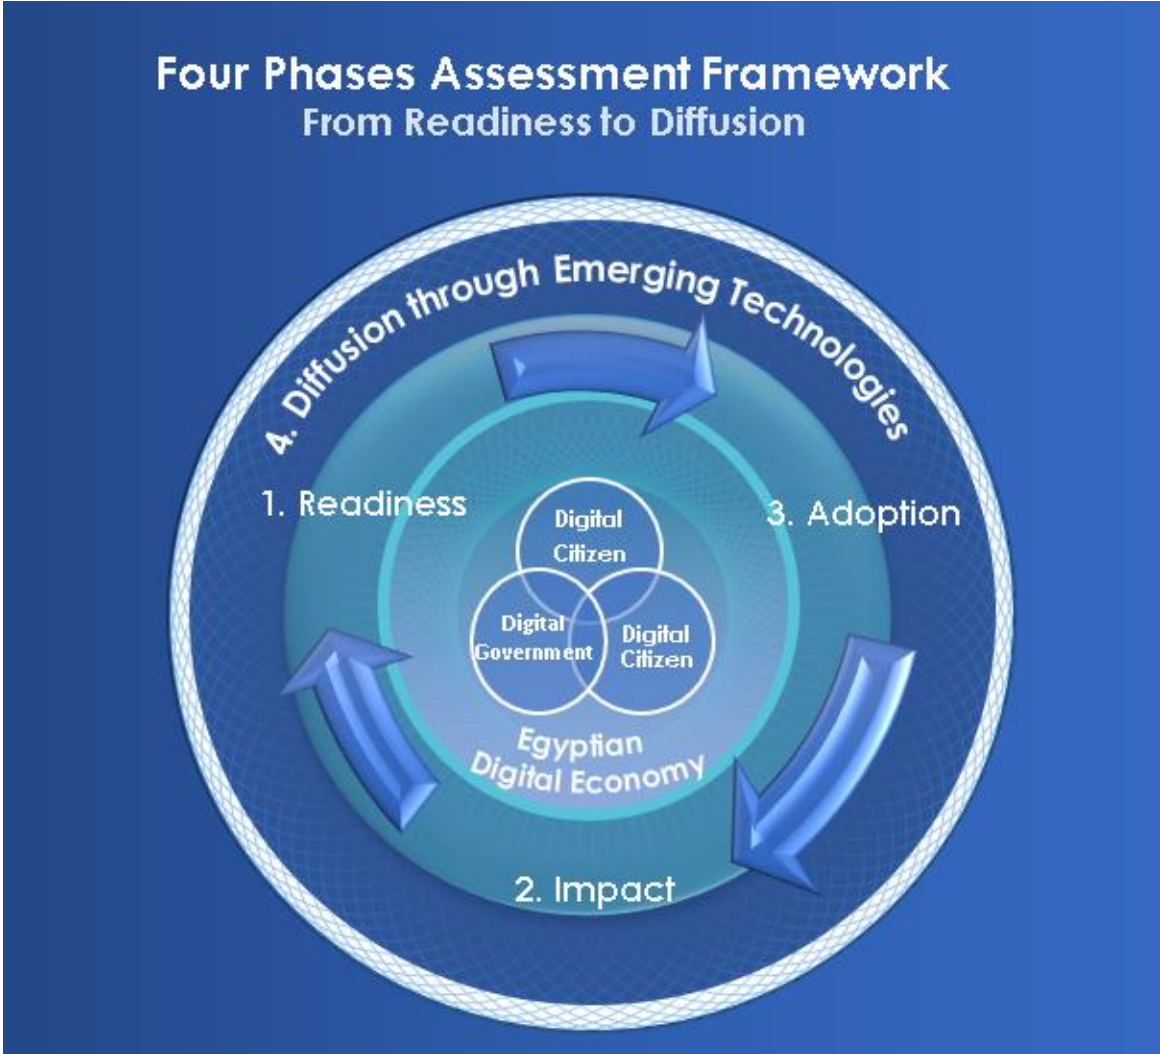 Four Phases Assessment Framework
From Readiness to Diffusion
4. Diffusion through Emerging Technologies
1. Readiness
3. Adoption
Digital
Citizen
Digital
Government
Digital
Citizen
Egyptian
Digital Economy
2. Impact